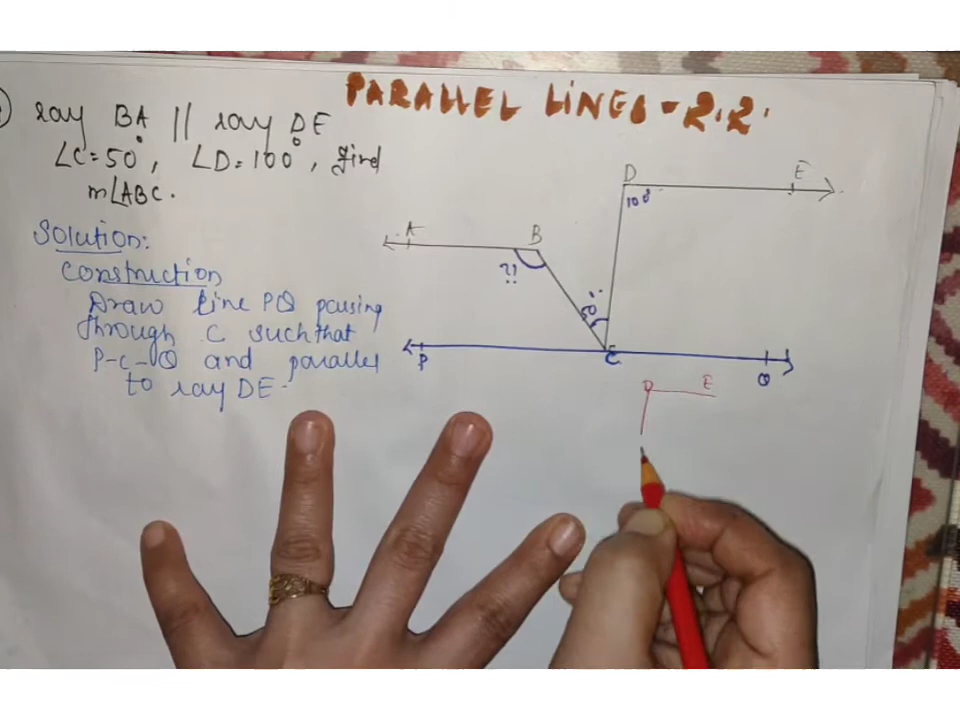 PARALLEL LINES - 2.2.
ray BA || ray DE
∠C=50°, ∠D=100°, find
m∠ABC.
Solution:
Construction
Draw line PQ passing
through C such that
P-C-Q and parallel
to ray DE.
D E
100°
A B
??
P C Q
D E